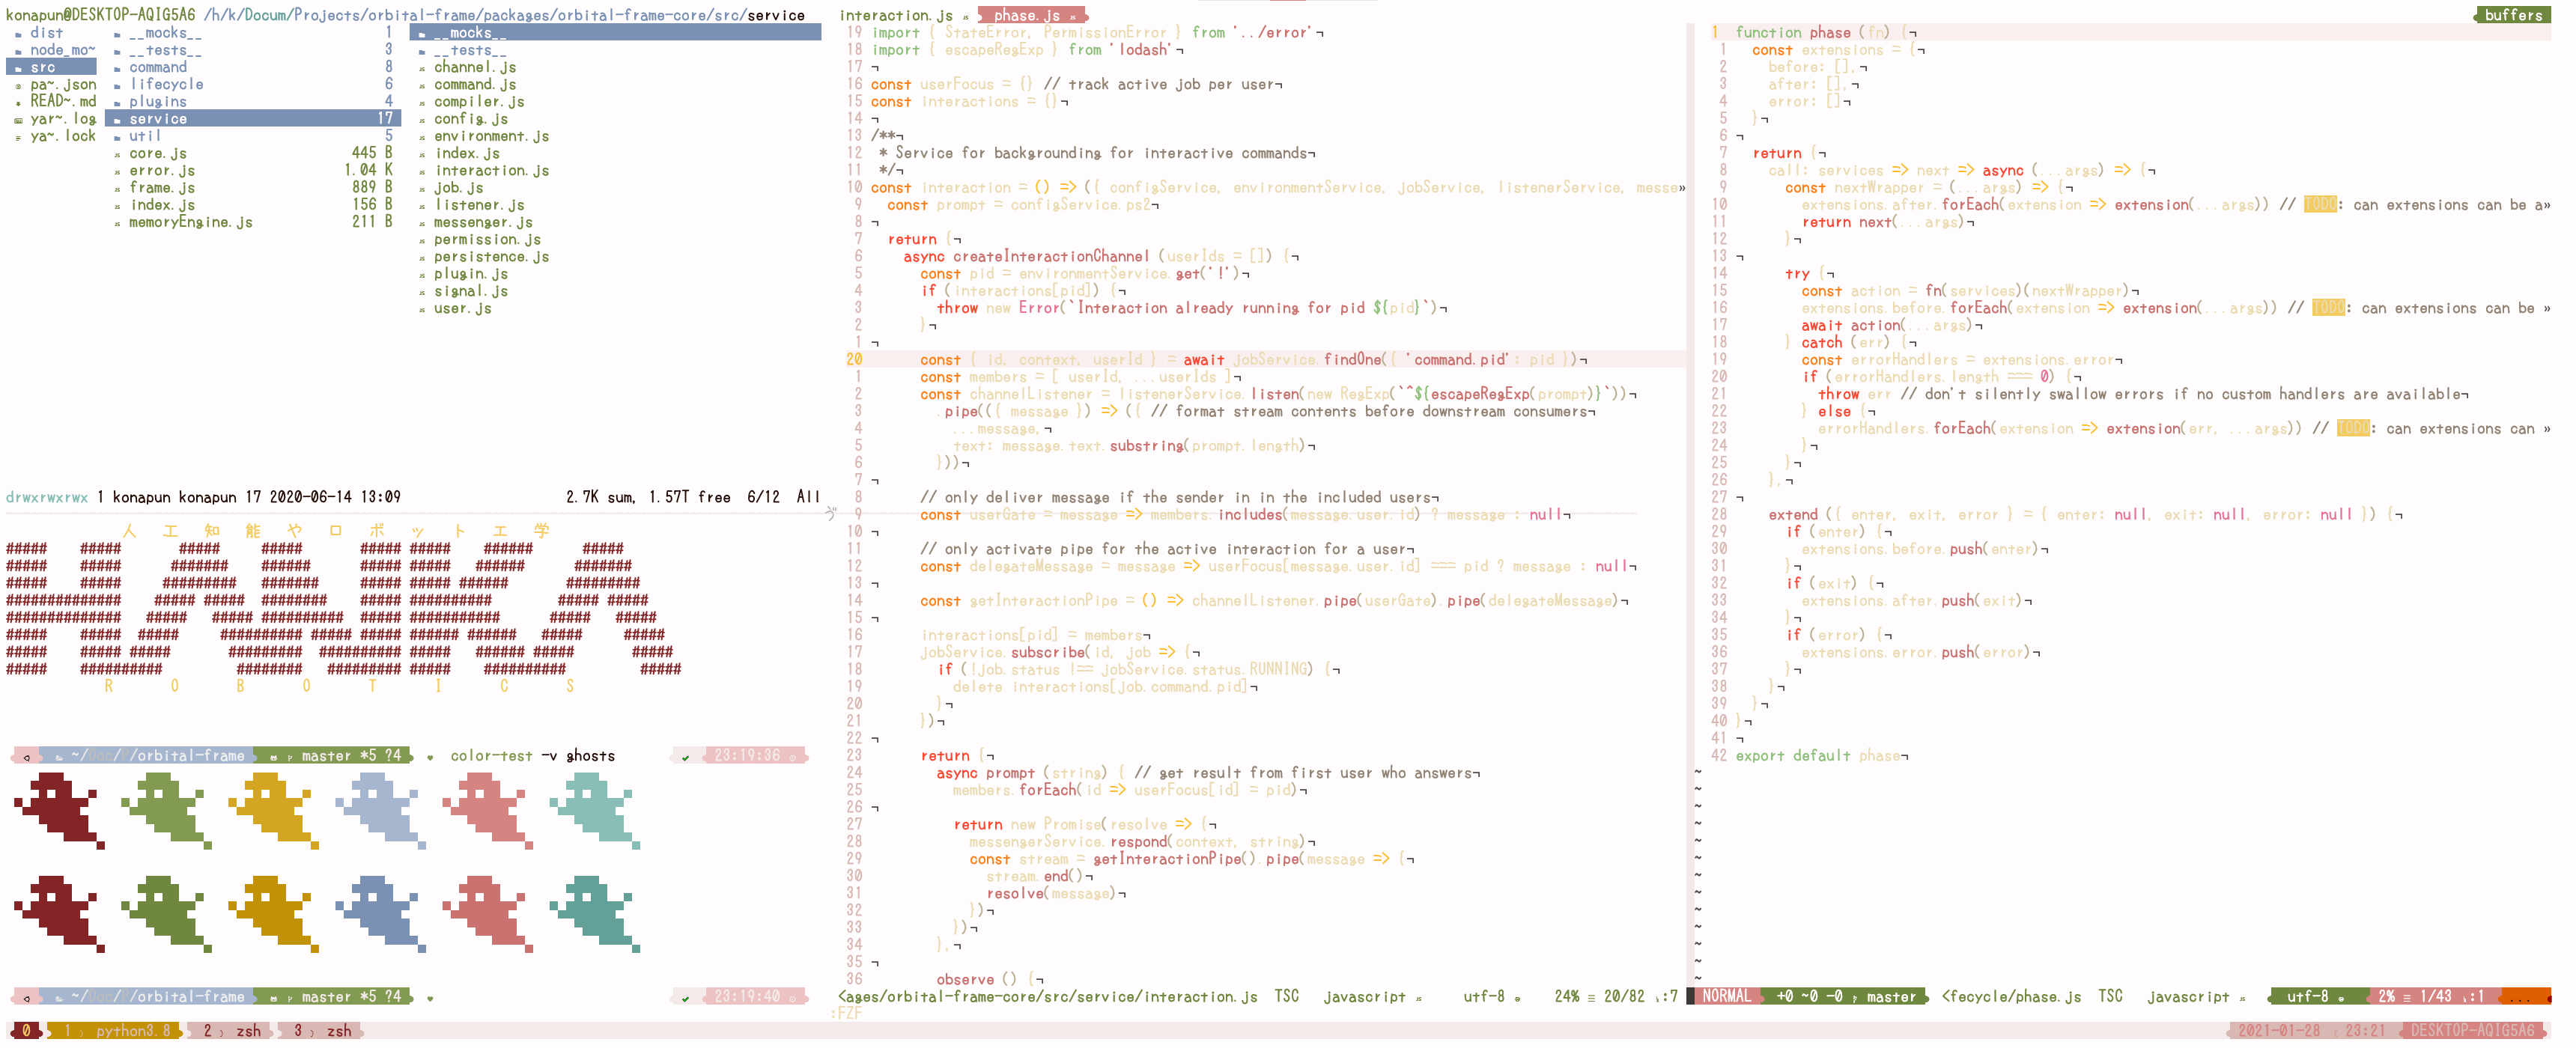 konapun@DESKTOP-AQIG5A6 /h/k/Docum/Projects/orbital-frame/packages/orbital-frame-core/src/service
dist
node_mo~
src
pa~.json
READ~.md
yar~.log
ya~.lock
__mocks__ 1
__tests__ 3
command 8
lifecycle 6
plugins 4
service 17
util 5
core.js 445 B
error.js 1.04 K
frame.js 889 B
index.js 156 B
memoryEngine.js 211 B
__mocks__
__tests__
channel.js
command.js
compiler.js
config.js
environment.js
index.js
interaction.js
job.js
listener.js
messenger.js
permission.js
persistence.js
plugin.js
signal.js
user.js
drwxrwxrwx 1 konapun konapun 17 2020-06-14 13:09 2.7K sum, 1.57T free 6/12 All
人 工 知 能 や ロ ボ ッ ト 工 学
R O B O T I C S
~/Doc/P/orbital-frame master *5 ?4 color-test -v ghosts 23:19:36
~/Doc/P/orbital-frame master *5 ?4 23:19:40
0 1 python3.8 2 zsh 3 zsh
interaction.js phase.js buffers
19 import { StateError, PermissionError } from '../error'¬
18 import { escapeRegExp } from 'lodash'¬
17 ¬
16 const userFocus = {} // track active job per user¬
15 const interactions = {}¬
14 ¬
13 /**¬
12  * Service for backgrounding for interactive commands¬
11  */¬
10 const interaction = () => ({ configService, environmentService, jobService, listenerService, messe»
9   const prompt = configService.ps2¬
8 ¬
7   return {¬
6     async createInteractionChannel (userIds = []) {¬
5       const pid = environmentService.get('!')¬
4       if (interactions[pid]) {¬
3         throw new Error(`Interaction already running for pid ${pid}`)¬
2       }¬
1 ¬
20       const { id, context, userId } = await jobService.findOne({ 'command.pid': pid })¬
1       const members = [ userId, ...userIds ]¬
2       const channelListener = listenerService.listen(new RegExp(`^${escapeRegExp(prompt)}`))¬
3         .pipe(({ message }) => ({ // format stream contents before downstream consumers¬
4           ...message,¬
5           text: message.text.substring(prompt.length)¬
6         }))¬
7 ¬
8       // only deliver message if the sender in in the included users¬
9       const userGate = message => members.includes(message.user.id) ? message : null¬
10 ¬
11       // only activate pipe for the active interaction for a user¬
12       const delegateMessage = message => userFocus[message.user.id] === pid ? message : null¬
13 ¬
14       const getInteractionPipe = () => channelListener.pipe(userGate).pipe(delegateMessage)¬
15 ¬
16       interactions[pid] = members¬
17       jobService.subscribe(id, job => {¬
18         if (!job.status !== jobService.status.RUNNING) {¬
19           delete interactions[job.command.pid]¬
20         }¬
21       })¬
22 ¬
23       return {¬
24         async prompt (string) { // get result from first user who answers¬
25           members.forEach(id => userFocus[id] = pid)¬
26 ¬
27           return new Promise(resolve => {¬
28             messengerService.respond(context, string)¬
29             const stream = getInteractionPipe().pipe(message => {¬
30               stream.end()¬
31               resolve(message)¬
32             })¬
33           })¬
34         },¬
35 ¬
36         observe () {¬
<ages/orbital-frame-core/src/service/interaction.js TSC javascript utf-8 24% ≡ 20/82 :7
:FZF
1 function phase (fn) {¬
1   const extensions = {¬
2     before: [],¬
3     after: [],¬
4     error: []¬
5   }¬
6 ¬
7   return {¬
8     call: services => next => async (...args) => {¬
9       const nextWrapper = (...args) => {¬
10         extensions.after.forEach(extension => extension(...args)) // TODO: can extensions can be a»
11         return next(...args)¬
12       }¬
13 ¬
14       try {¬
15         const action = fn(services)(nextWrapper)¬
16         extensions.before.forEach(extension => extension(...args)) // TODO: can extensions can be »
17         await action(...args)¬
18       } catch (err) {¬
19         const errorHandlers = extensions.error¬
20         if (errorHandlers.length === 0) {¬
21           throw err // don't silently swallow errors if no custom handlers are available¬
22         } else {¬
23           errorHandlers.forEach(extension => extension(err, ...args)) // TODO: can extensions can »
24         }¬
25       }¬
26     },¬
27 ¬
28     extend ({ enter, exit, error } = { enter: null, exit: null, error: null }) {¬
29       if (enter) {¬
30         extensions.before.push(enter)¬
31       }¬
32       if (exit) {¬
33         extensions.after.push(exit)¬
34       }¬
35       if (error) {¬
36         extensions.error.push(error)¬
37       }¬
38     }¬
39   }¬
40 }¬
41 ¬
42 export default phase¬
NORMAL +0 ~0 -0 master <fecycle/phase.js TSC javascript utf-8 2% ≡ 1/43 :1 ...
2021-01-28 23:21 DESKTOP-AQIG5A6